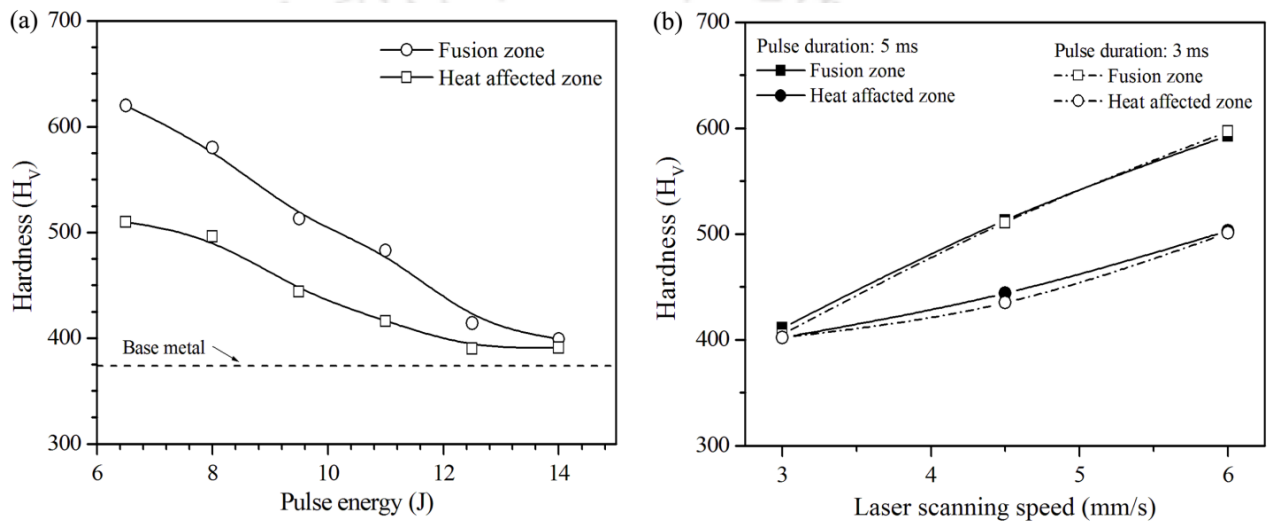 (a)
700
600
500
400
300
Hardness (HV)
Fusion zone
Heat affected zone
Base metal
6
8
10
12
14
Pulse energy (J)
(b)
700
600
500
400
300
Hardness (HV)
Pulse duration: 5 ms
Fusion zone
Heat affacted zone
Pulse duration: 3 ms
Fusion zone
Heat affected zone
3
4
5
6
Laser scanning speed (mm/s)